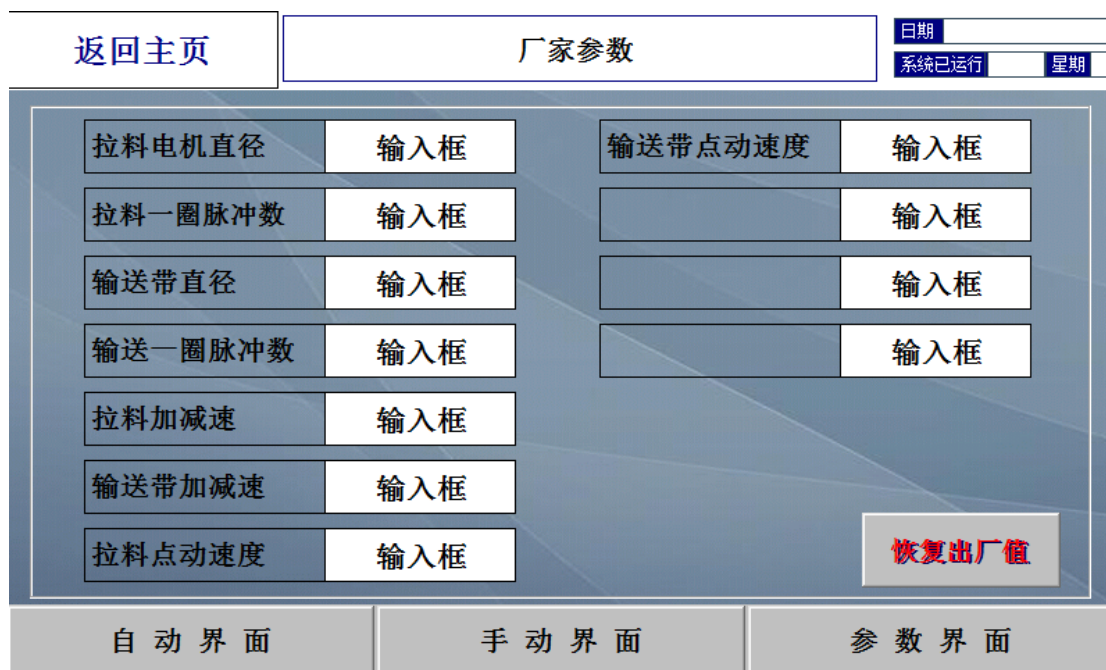 返回主页
厂家参数
日期
系统已运行 星期
拉料电机直径 输入框 输送带点动速度 输入框
拉料一圈脉冲数 输入框 输入框
输送带直径 输入框 输入框
输送一圈脉冲数 输入框 输入框
拉料加减速 输入框
输送带加减速 输入框
拉料点动速度 输入框
恢复出厂值
自动界面 手动界面 参数界面